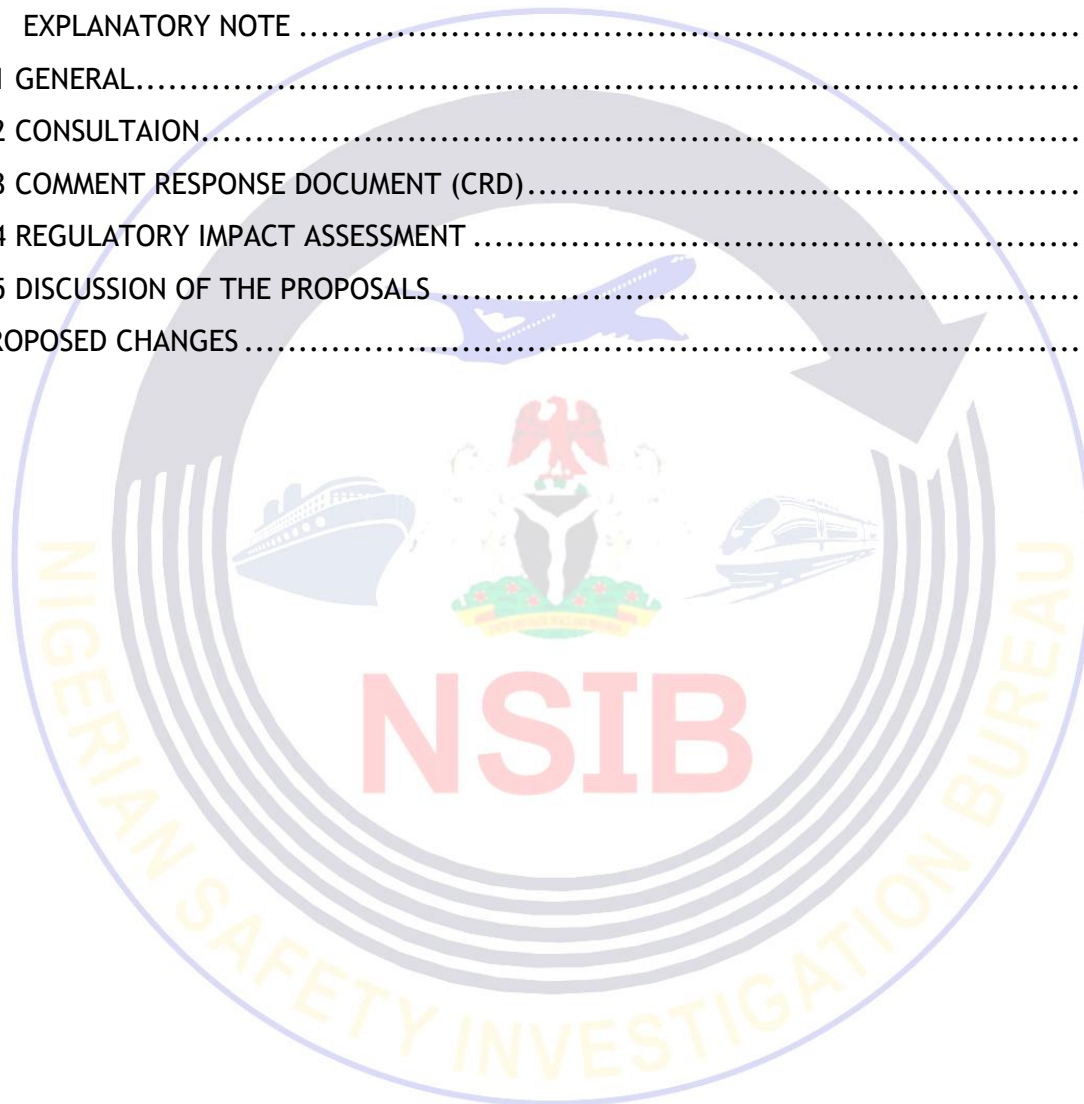 EXPLANATORY NOTE ................................................................................
1 GENERAL................................................................................
2 CONSULTAION................................................................................
3 COMMENT RESPONSE DOCUMENT (CRD)................................................................................
4 REGULATORY IMPACT ASSESSMENT ................................................................................
5 DISCUSSION OF THE PROPOSALS ................................................................................
ROPOSED CHANGES ................................................................................
NSIB
NIGERIAN SAFETY INVESTIGATION BUREAU